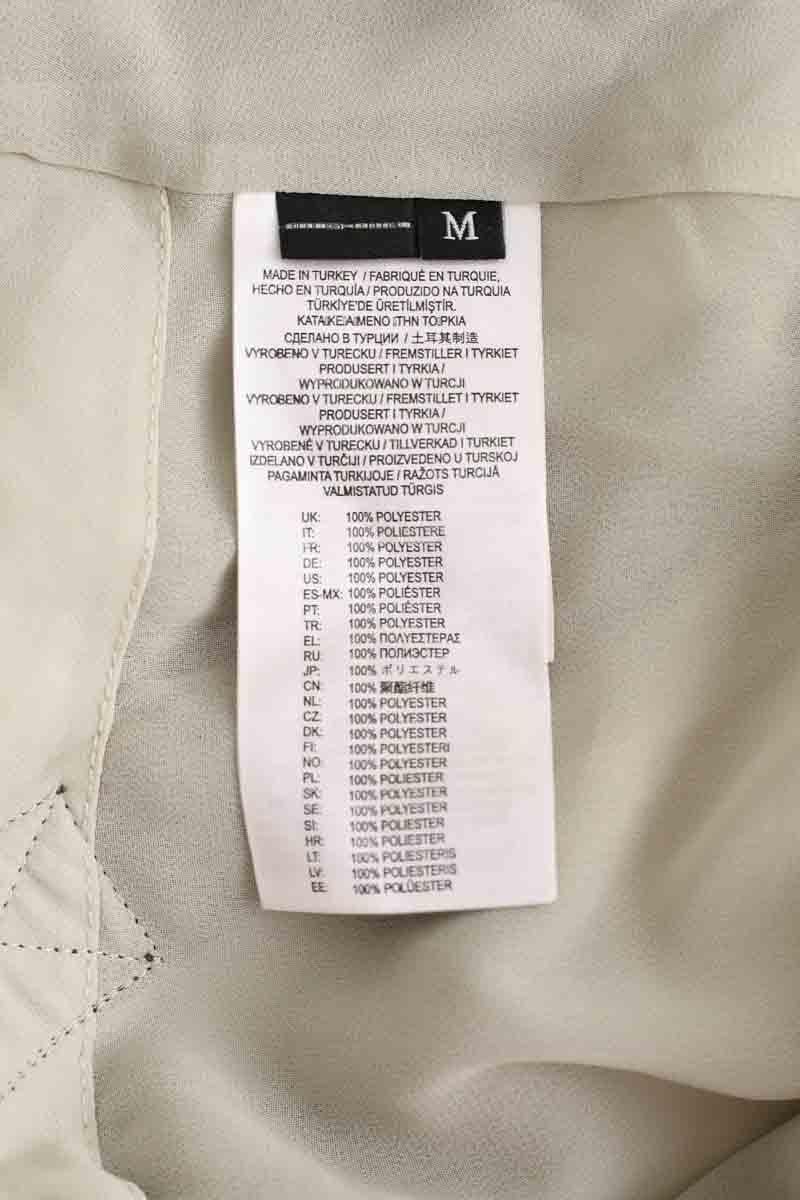 M
MADE IN TURKEY / FABRIQUÉ EN TURQUIE,
HECHO EN TURQUÍA / PRODUZIDO NA TURQUIA
TÜRKİYE'DE ÜRETİLMİŞTİR.
СДЕЛАНО В ТУРЦИИ / 土耳其制造
VYROBENO V TURECKU / FREMSTILLER I TYRKIET
PRODUSERT I TYRKIA /
WYPRODUKOWANO W TURCJI
VYROBENO V TURECKU / FREMSTILLET I TYRKIET
PRODUSERT I TYRKIA /
WYPRODUKOWANO W TURCJI
VYROBENÉ V TURECKU / TILLVERKAD I TURKIET
IZDELANO V TURČIJI / PROIZVEDENO U TURSKOJ
PAGAMINTA TURKIJOJE / RAŽOTS TURCIJĀ
VALMISTATUD TÜRGIS
UK: 100% POLYESTER
IT: 100% POLIESTERE
FR: 100% POLYESTER
DE: 100% POLYESTER
US: 100% POLYESTER
ES-MX: 100% POLIÉSTER
PT: 100% POLIÉSTER
TR: 100% POLYESTER
EL: 100% ΠΟΛΥΕΣΤΕΡΑΣ
RU: 100% ПОЛИЭСТЕР
JP: 100% ポリエステル
CN: 100% 聚酯纤维
NL: 100% POLYESTER
CZ: 100% POLYESTER
DK: 100% POLYESTER
FI: 100% POLYESTERI
NO: 100% POLYESTER
PL: 100% POLIESTER
SK: 100% POLYESTER
SE: 100% POLYESTER
SI: 100% POLIESTER
HR: 100% POLIESTER
LT: 100% POLIESTERIS
LV: 100% POLIESTERIS
EE: 100% POLÜESTER